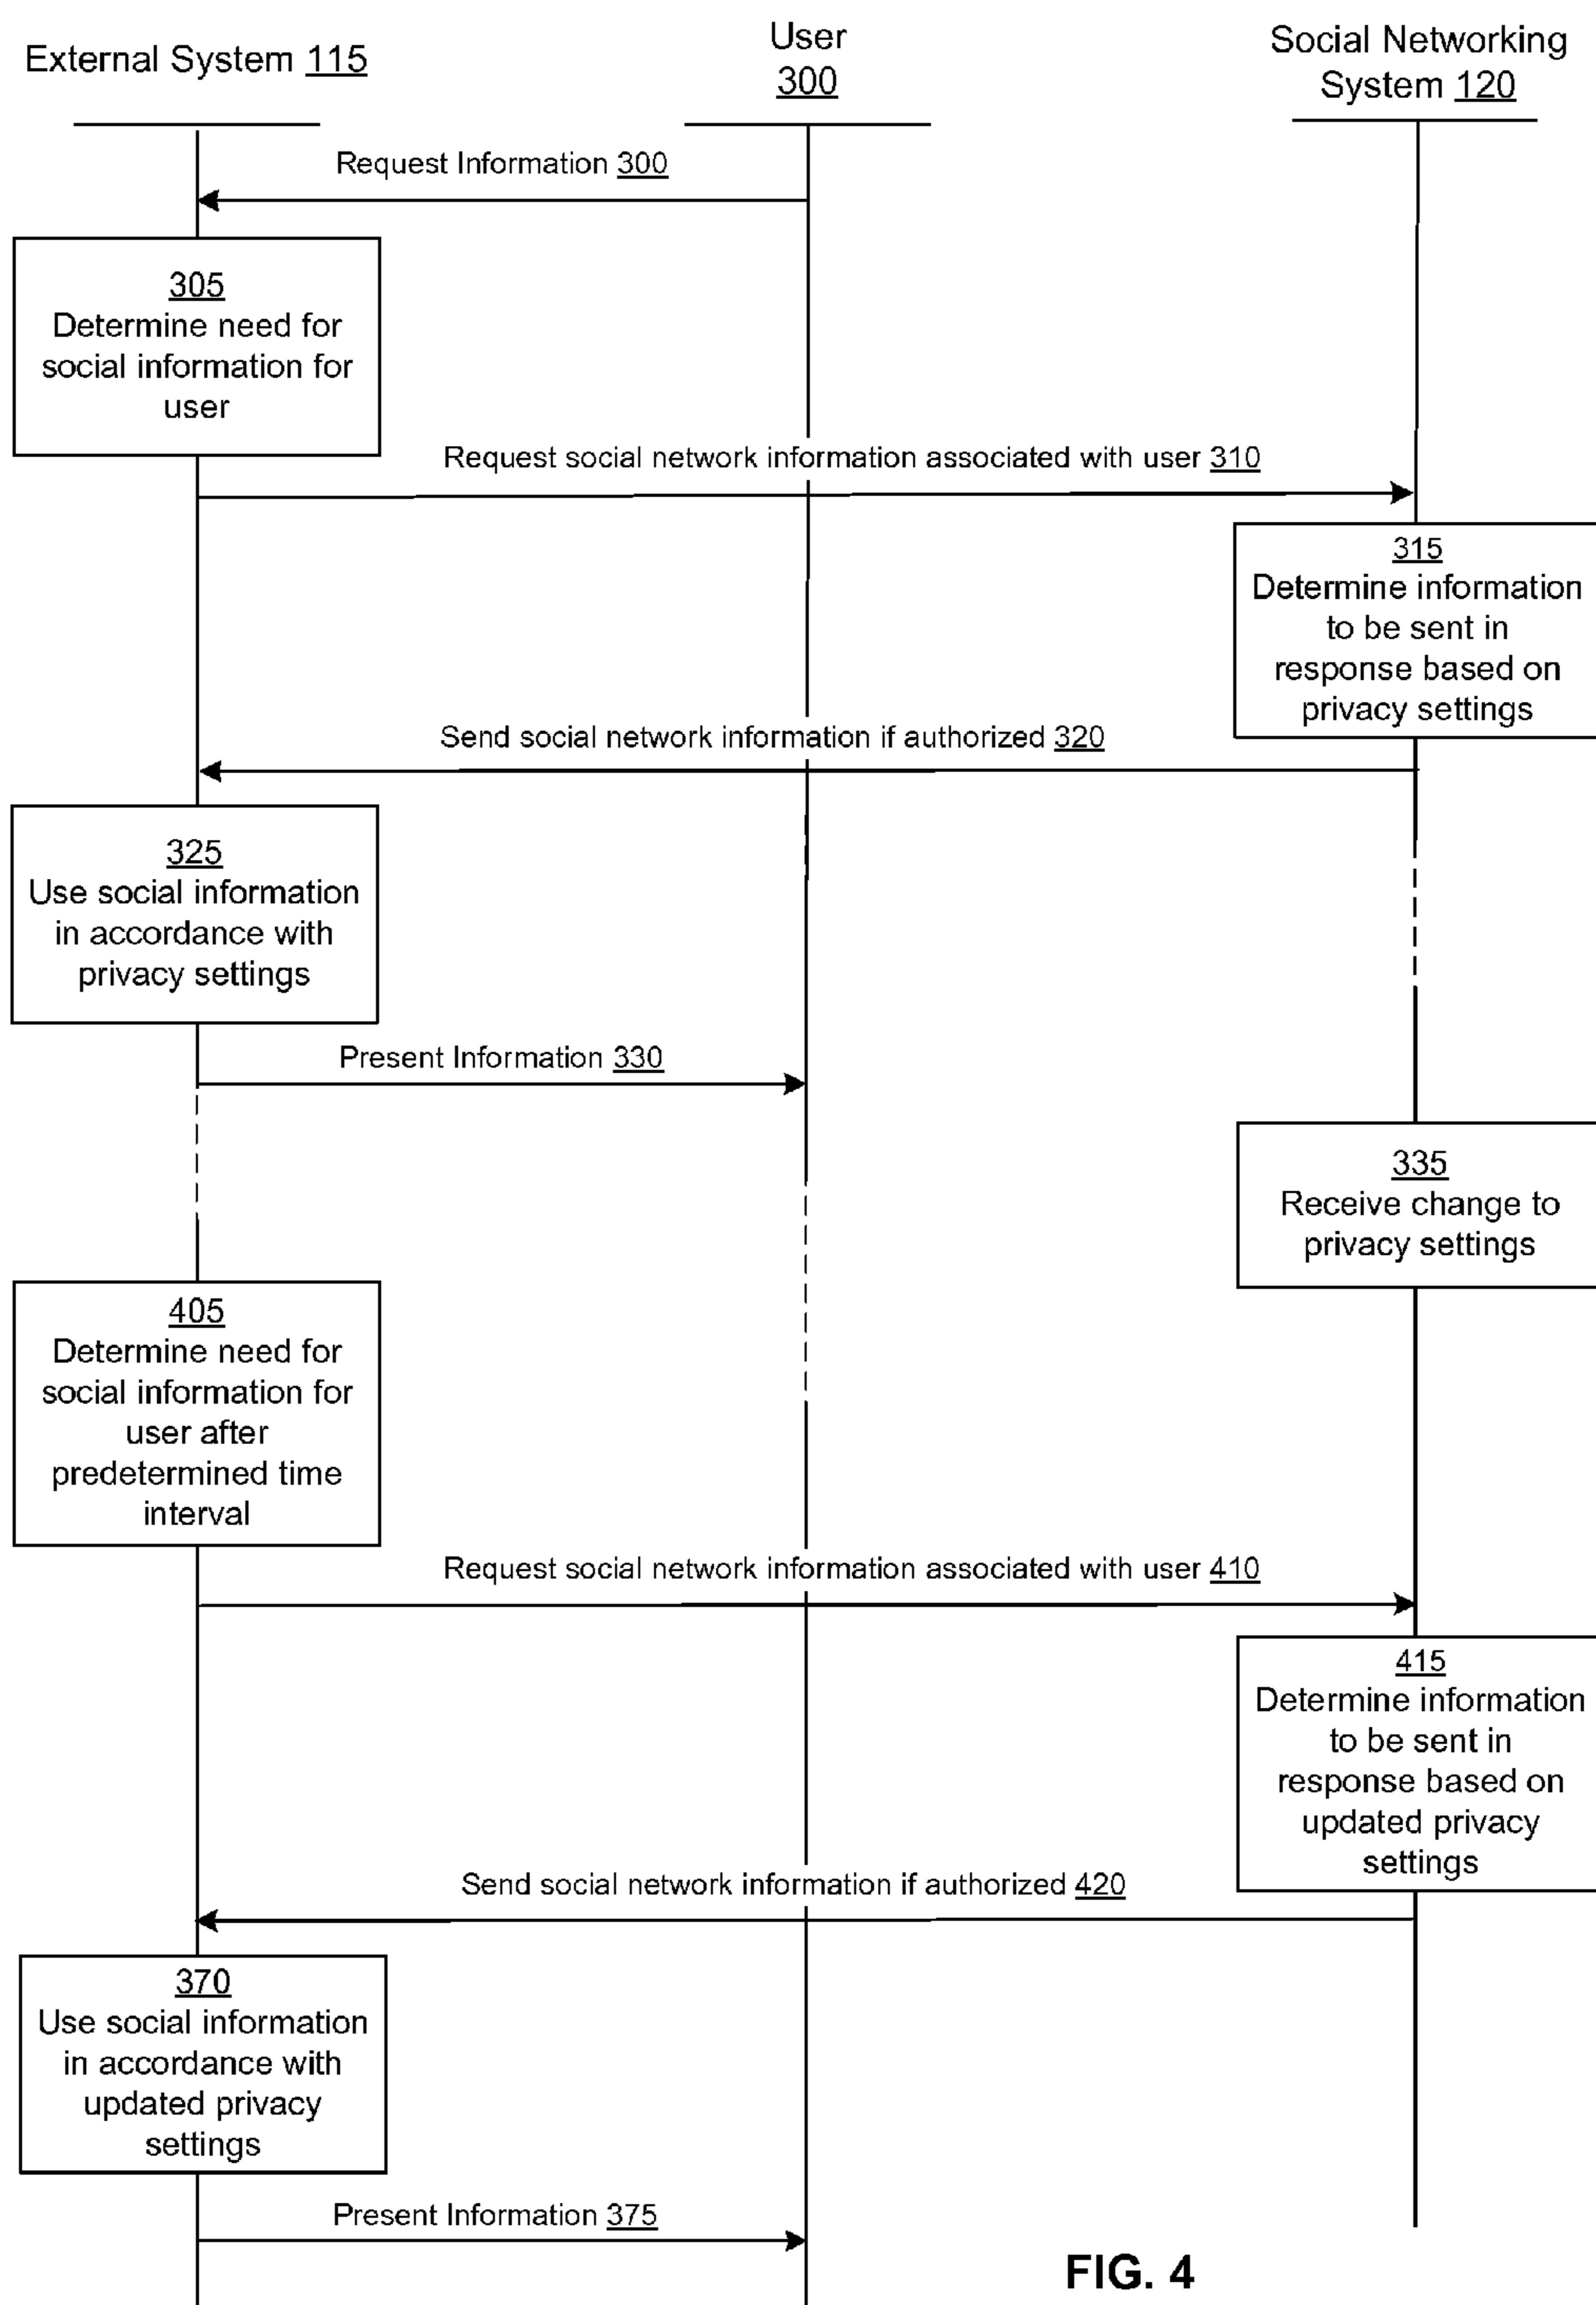 External System 115
User
300
Social Networking
System 120
Request Information 300
305
Determine need for
social information for
user
Request social network information associated with user 310
315
Determine information
to be sent in
response based on
privacy settings
Send social network information if authorized 320
325
Use social information
in accordance with
privacy settings
Present Information 330
335
Receive change to
privacy settings
405
Determine need for
social information for
user after
predetermined time
interval
Request social network information associated with user 410
415
Determine information
to be sent in
response based on
updated privacy
settings
Send social network information if authorized 420
370
Use social information
in accordance with
updated privacy
settings
Present Information 375
FIG. 4